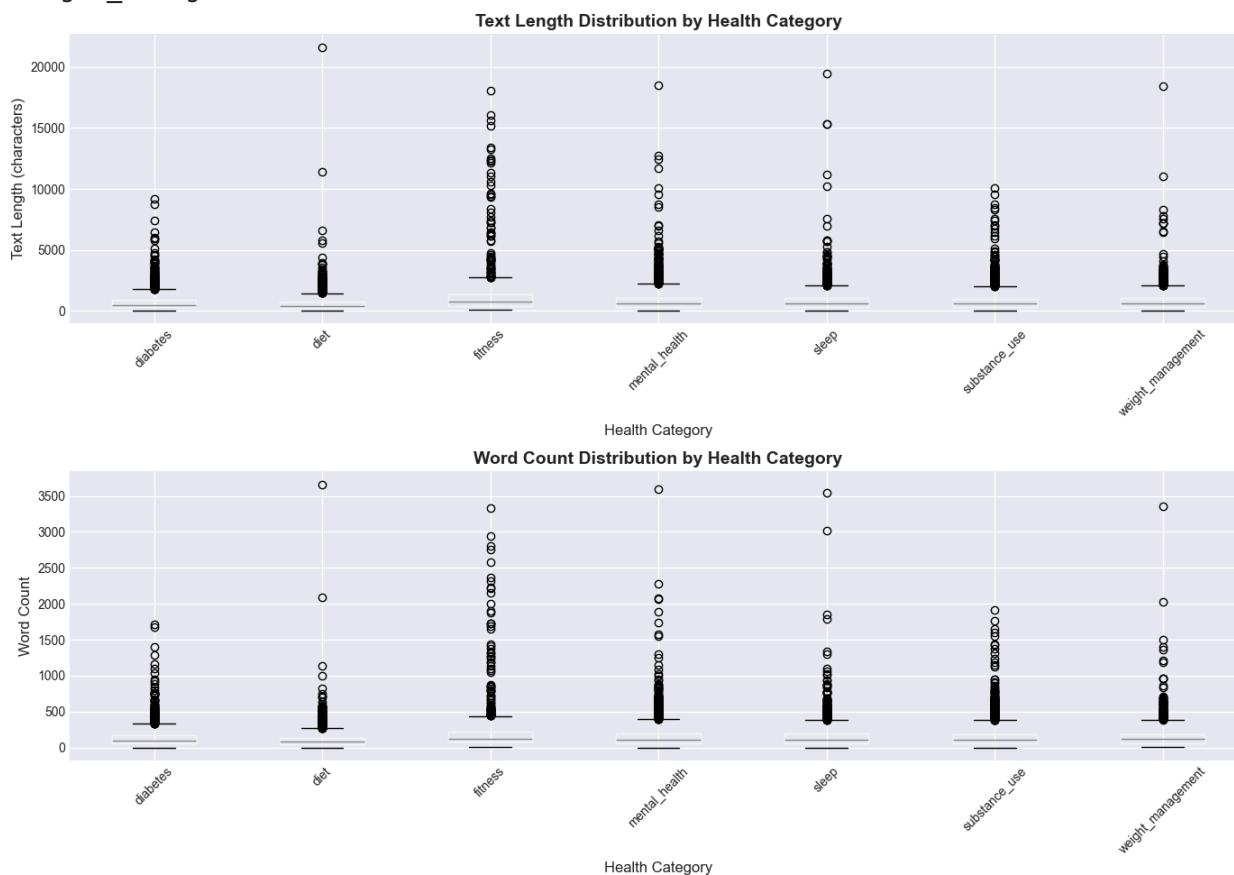 Text Length Distribution by Health Category
Text Length (characters)
20000
15000
10000
5000
0
diabetes
diet
fitness
mental_health
sleep
substance_use
weight_management
Health Category
Word Count Distribution by Health Category
Word Count
3500
3000
2500
2000
1500
1000
500
0
diabetes
diet
fitness
mental_health
sleep
substance_use
weight_management
Health Category